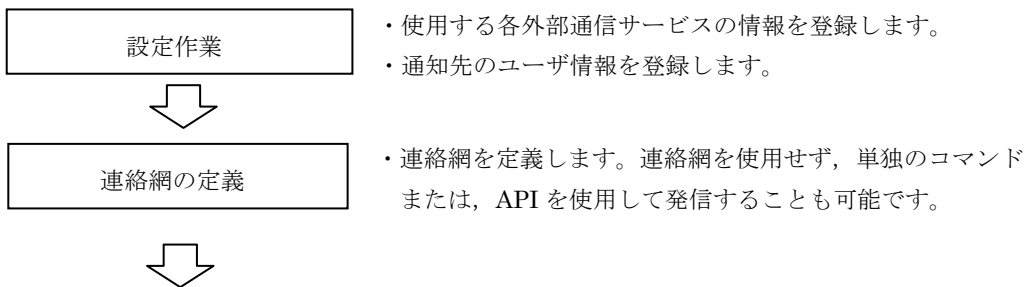 設定作業
・使用する各外部通信サービスの情報を登録します。
・通知先のユーザ情報を登録します。
連絡網の定義
・連絡網を定義します。連絡網を使用せず，単独のコマンド
または，API を使用して発信することも可能です。